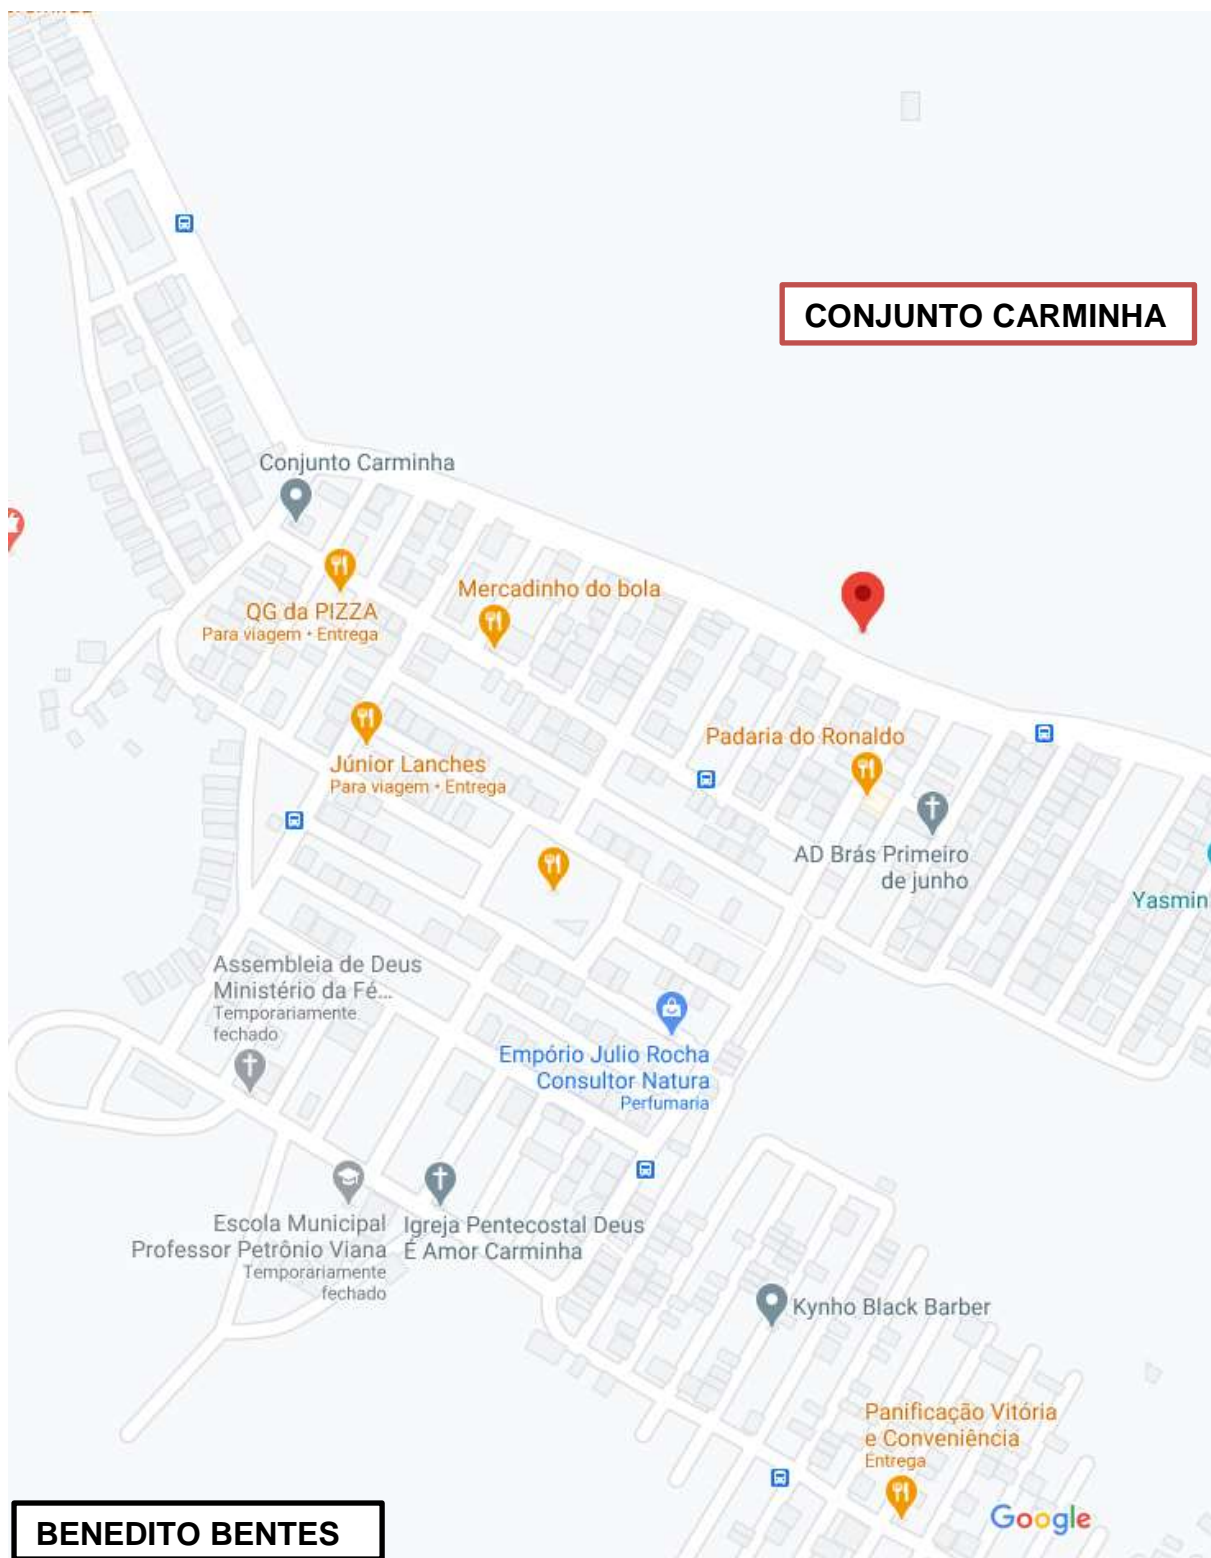 CONJUNTO CARMINHA
Conjunto Carminha
Mercadinho do bola
QG da PIZZA
Para viagem • Entrega
Padaria do Ronaldo
Júnior Lanches
Para viagem • Entrega
AD Brás Primeiro
de junho
Yasmin
Assembleia de Deus
Ministério da Fé...
Temporariamente
fechado
Empório Julio Rocha
Consultor Natura
Perfumaria
Escola Municipal
Professor Petrônio Viana
Temporariamente
fechado
Igreja Pentecostal Deus
É Amor Carminha
Kynho Black Barber
Panificação Vitória
e Conveniência
Entrega
Google
BENEDITO BENTES